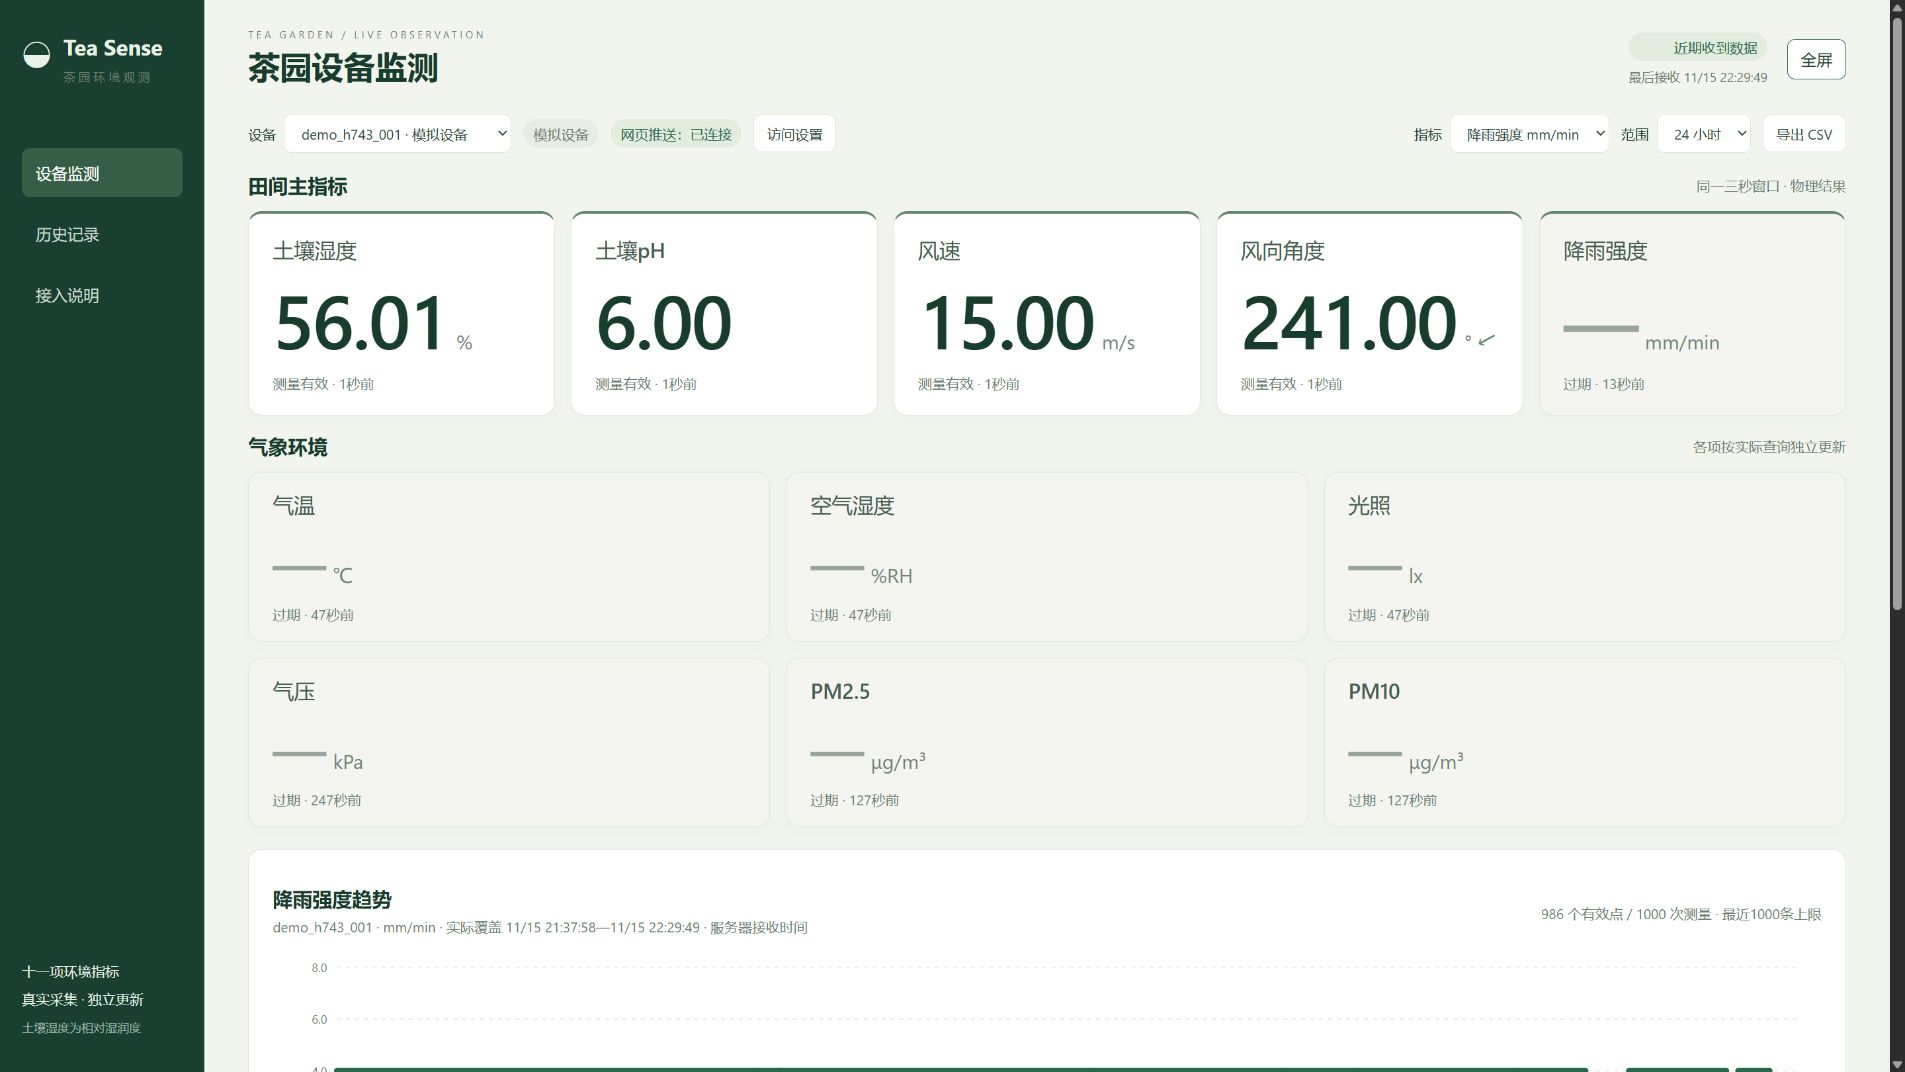 Tea Sense
茶园环境观测
设备监测
历史记录
接入说明
十一项环境指标
真实采集 · 独立更新
土壤湿度为相对湿润度
TEA GARDEN / LIVE OBSERVATION
茶园设备监测
近期收到数据
最后接收 11/15 22:29:49
全屏
设备 demo_h743_001 · 模拟设备 模拟设备 网页推送：已连接 访问设置
指标 降雨强度 mm/min 范围 24 小时 导出 CSV
田间主指标
同一三秒窗口 · 物理结果
土壤湿度
56.01 %
测量有效 · 1秒前
土壤pH
6.00
测量有效 · 1秒前
风速
15.00 m/s
测量有效 · 1秒前
风向角度
241.00 ° ↙
测量有效 · 1秒前
降雨强度
— mm/min
过期 · 13秒前
气象环境
各项按实际查询独立更新
气温
— ℃
过期 · 47秒前
空气湿度
— %RH
过期 · 47秒前
光照
— lx
过期 · 47秒前
气压
— kPa
过期 · 247秒前
PM2.5
— μg/m³
过期 · 127秒前
PM10
— μg/m³
过期 · 127秒前
降雨强度趋势
demo_h743_001 · mm/min · 实际覆盖 11/15 21:37:58—11/15 22:29:49 · 服务器接收时间
986 个有效点 / 1000 次测量 · 最近1000条上限
8.0
6.0
4.0